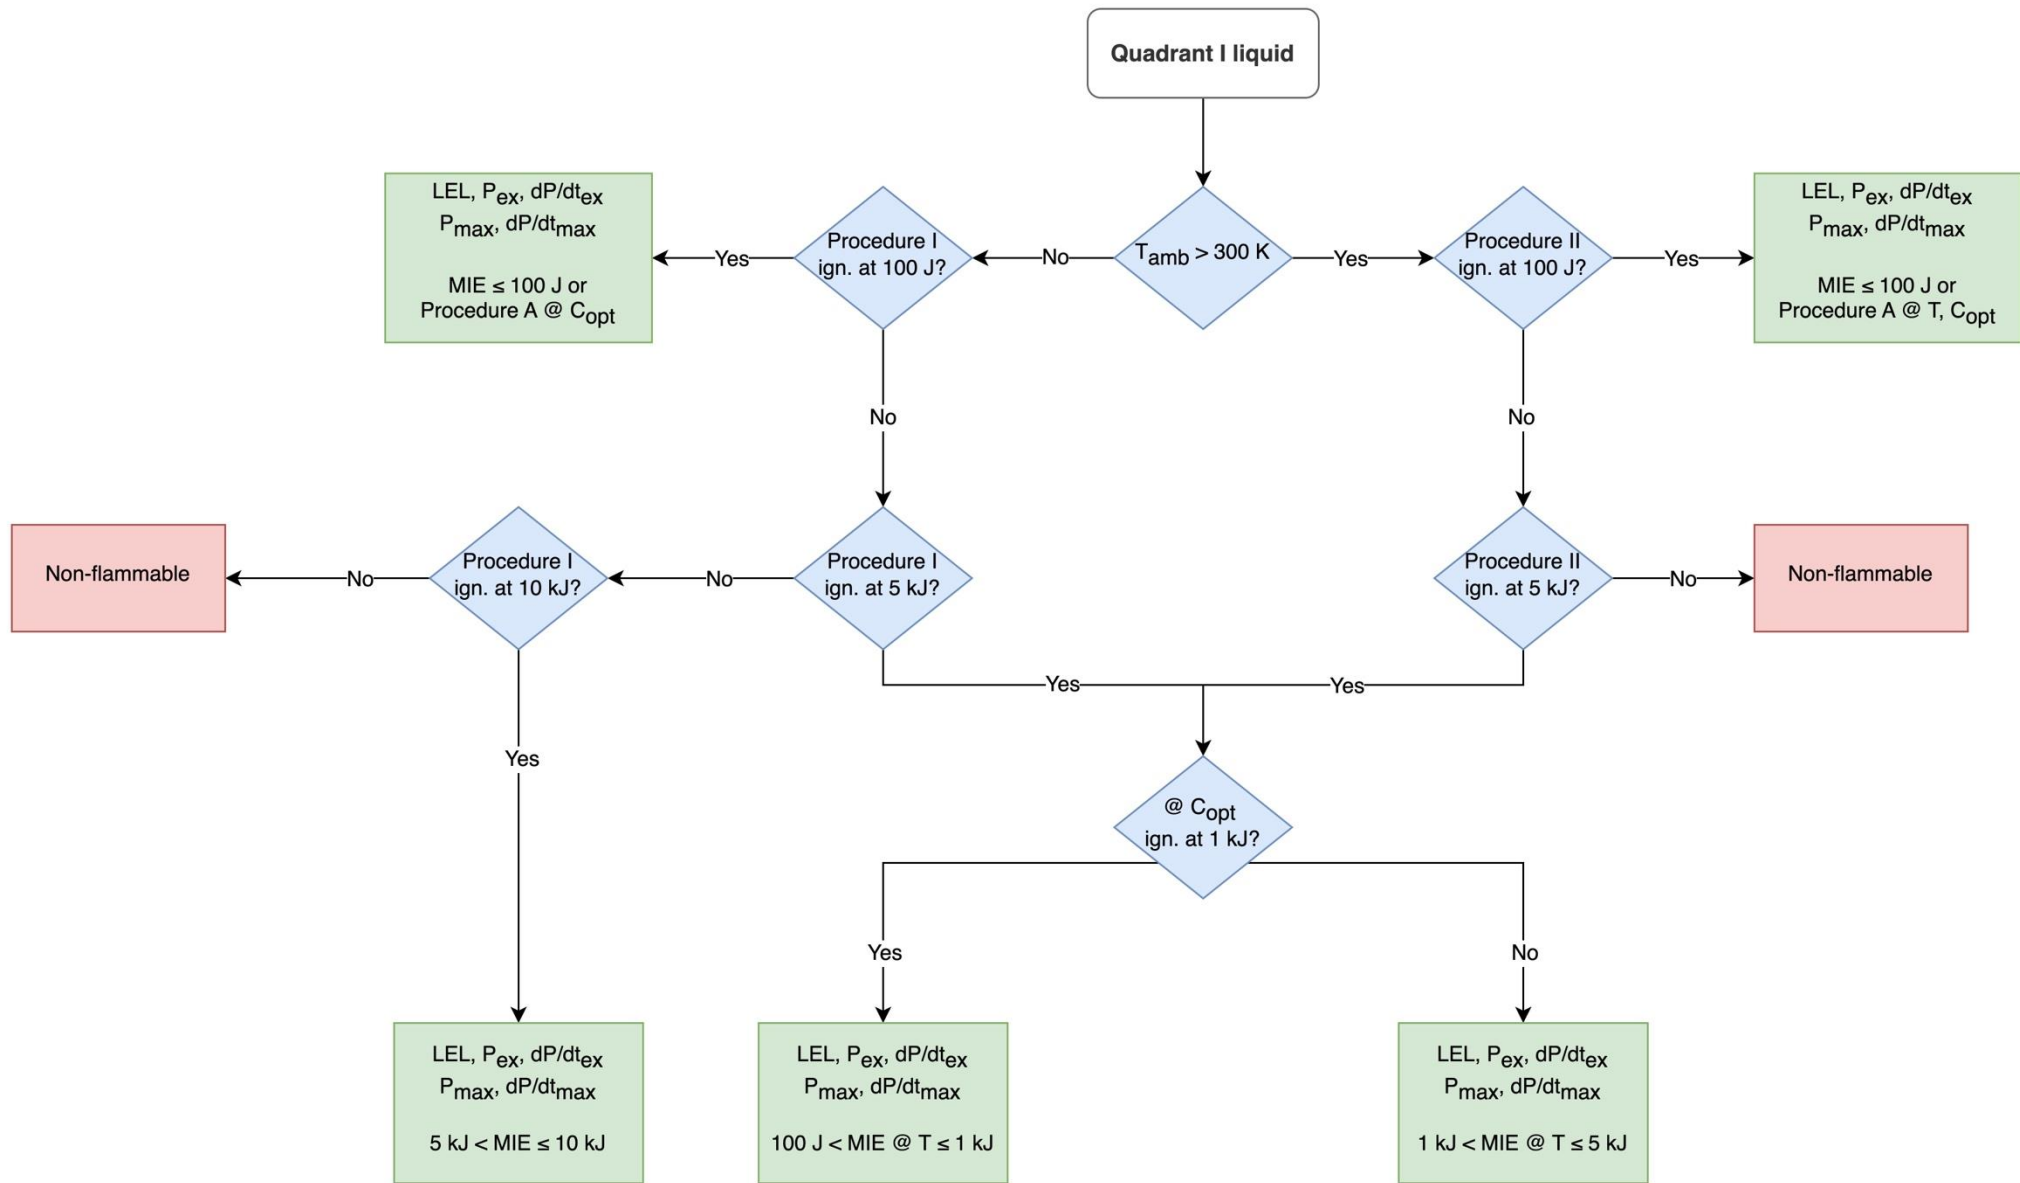 Quadrant I liquid
LEL, Pex, dP/dtex
Pmax, dP/dtmax
MIE ≤ 100 J or
Procedure A @ Copt
Yes
Procedure I
ign. at 100 J?
No
Tamb > 300 K
Yes
Procedure II
ign. at 100 J?
Yes
LEL, Pex, dP/dtex
Pmax, dP/dtmax
MIE ≤ 100 J or
Procedure A @ T, Copt
No
No
Non-flammable
No
Procedure I
ign. at 10 kJ?
No
Procedure I
ign. at 5 kJ?
Procedure II
ign. at 5 kJ?
No
Non-flammable
Yes
Yes
Yes
@ Copt
ign. at 1 kJ?
Yes
No
LEL, Pex, dP/dtex
Pmax, dP/dtmax
5 kJ < MIE ≤ 10 kJ
LEL, Pex, dP/dtex
Pmax, dP/dtmax
100 J < MIE @ T ≤ 1 kJ
LEL, Pex, dP/dtex
Pmax, dP/dtmax
1 kJ < MIE @ T ≤ 5 kJ